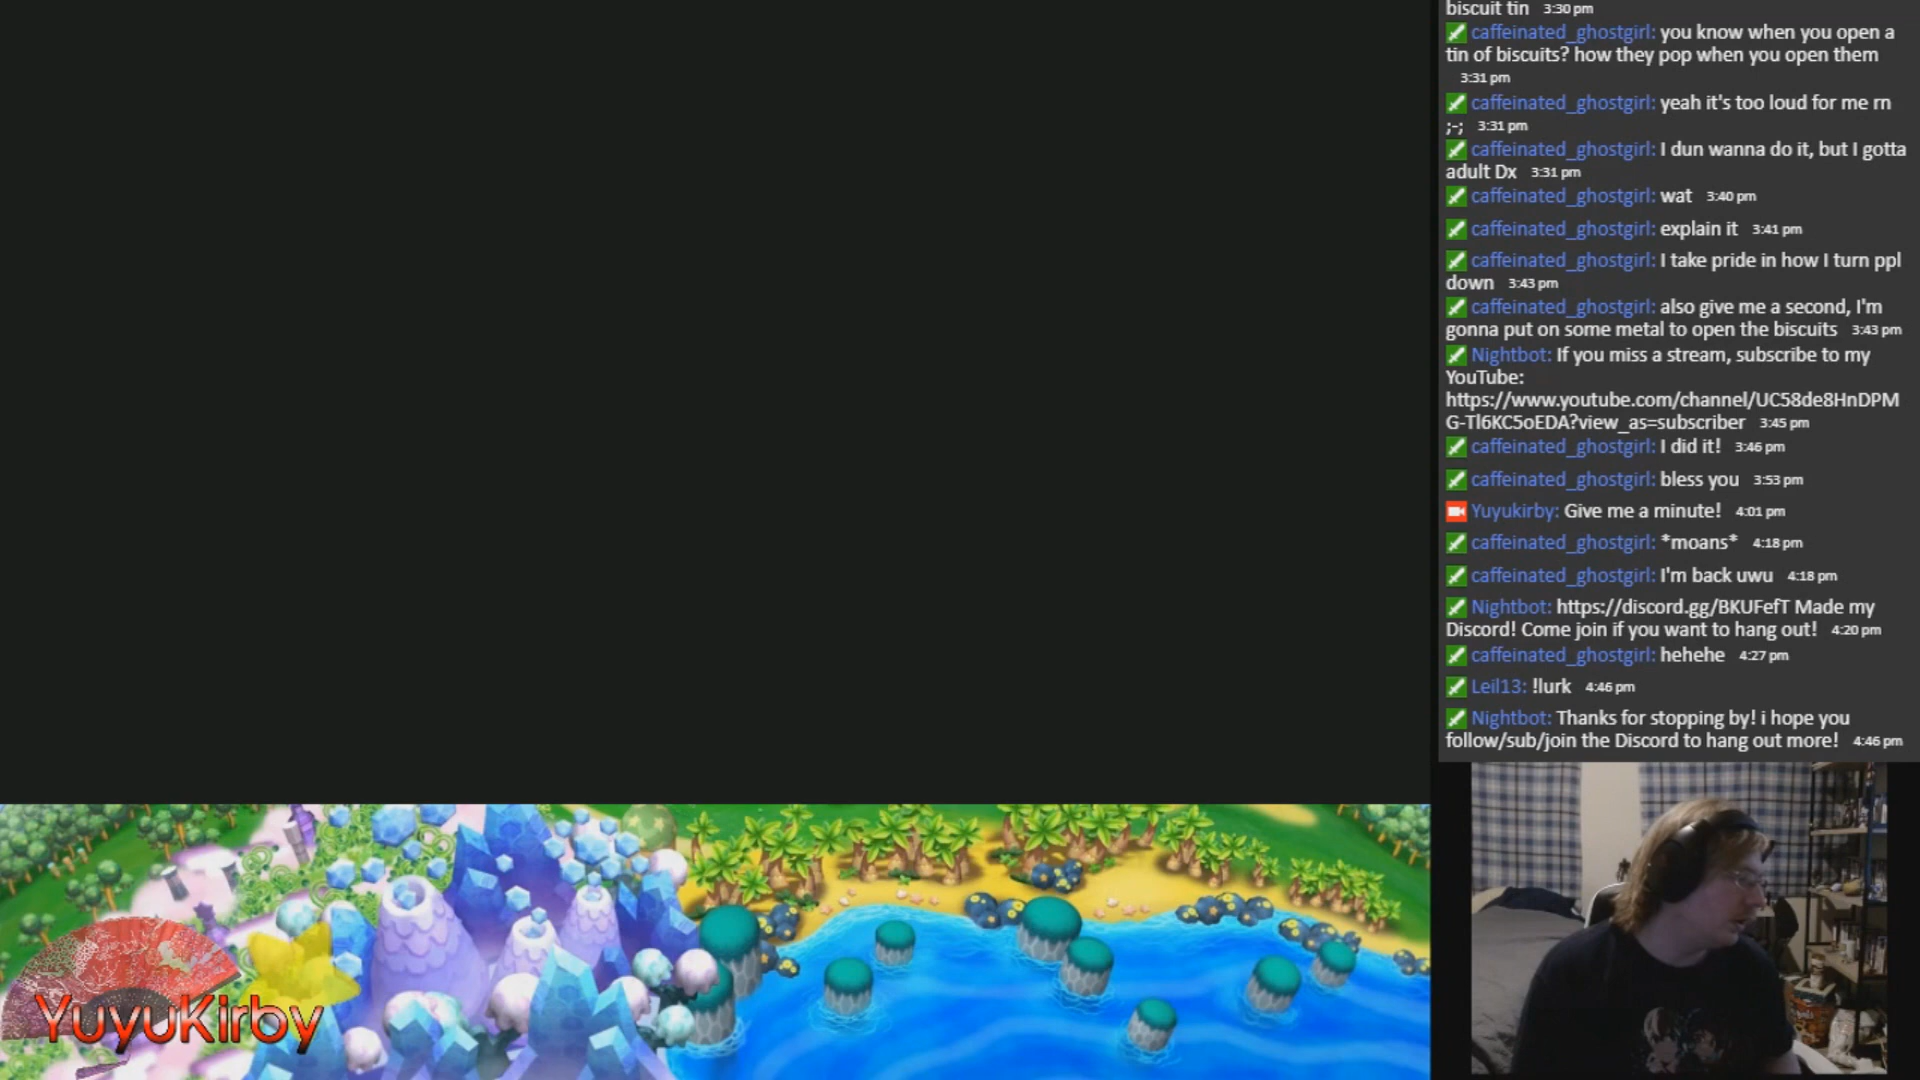 biscuit tin 3:30 pm
caffeinated_ghostgirl: you know when you open a
tin of biscuits? how they pop when you open them
3:31 pm
caffeinated_ghostgirl: yeah it's too loud for me rn
;-; 3:31 pm
caffeinated_ghostgirl: I dun wanna do it, but I gotta
adult Dx 3:31 pm
caffeinated_ghostgirl: wat 3:40 pm
caffeinated_ghostgirl: explain it 3:41 pm
caffeinated_ghostgirl: I take pride in how I turn ppl
down 3:43 pm
caffeinated_ghostgirl: also give me a second, I'm
gonna put on some metal to open the biscuits 3:43 pm
Nightbot: If you miss a stream, subscribe to my
YouTube:
https://www.youtube.com/channel/UC58de8HnDPM
G-Tl6KC5oEDA?view_as=subscriber 3:45 pm
caffeinated_ghostgirl: I did it! 3:46 pm
caffeinated_ghostgirl: bless you 3:53 pm
Yuyukirby: Give me a minute! 4:01 pm
caffeinated_ghostgirl: *moans* 4:18 pm
caffeinated_ghostgirl: I'm back uwu 4:18 pm
Nightbot: https://discord.gg/BKUFefT Made my
Discord! Come join if you want to hang out! 4:20 pm
caffeinated_ghostgirl: hehehe 4:27 pm
Leil13: !lurk 4:46 pm
Nightbot: Thanks for stopping by! i hope you
follow/sub/join the Discord to hang out more! 4:46 pm
YuyuKirby